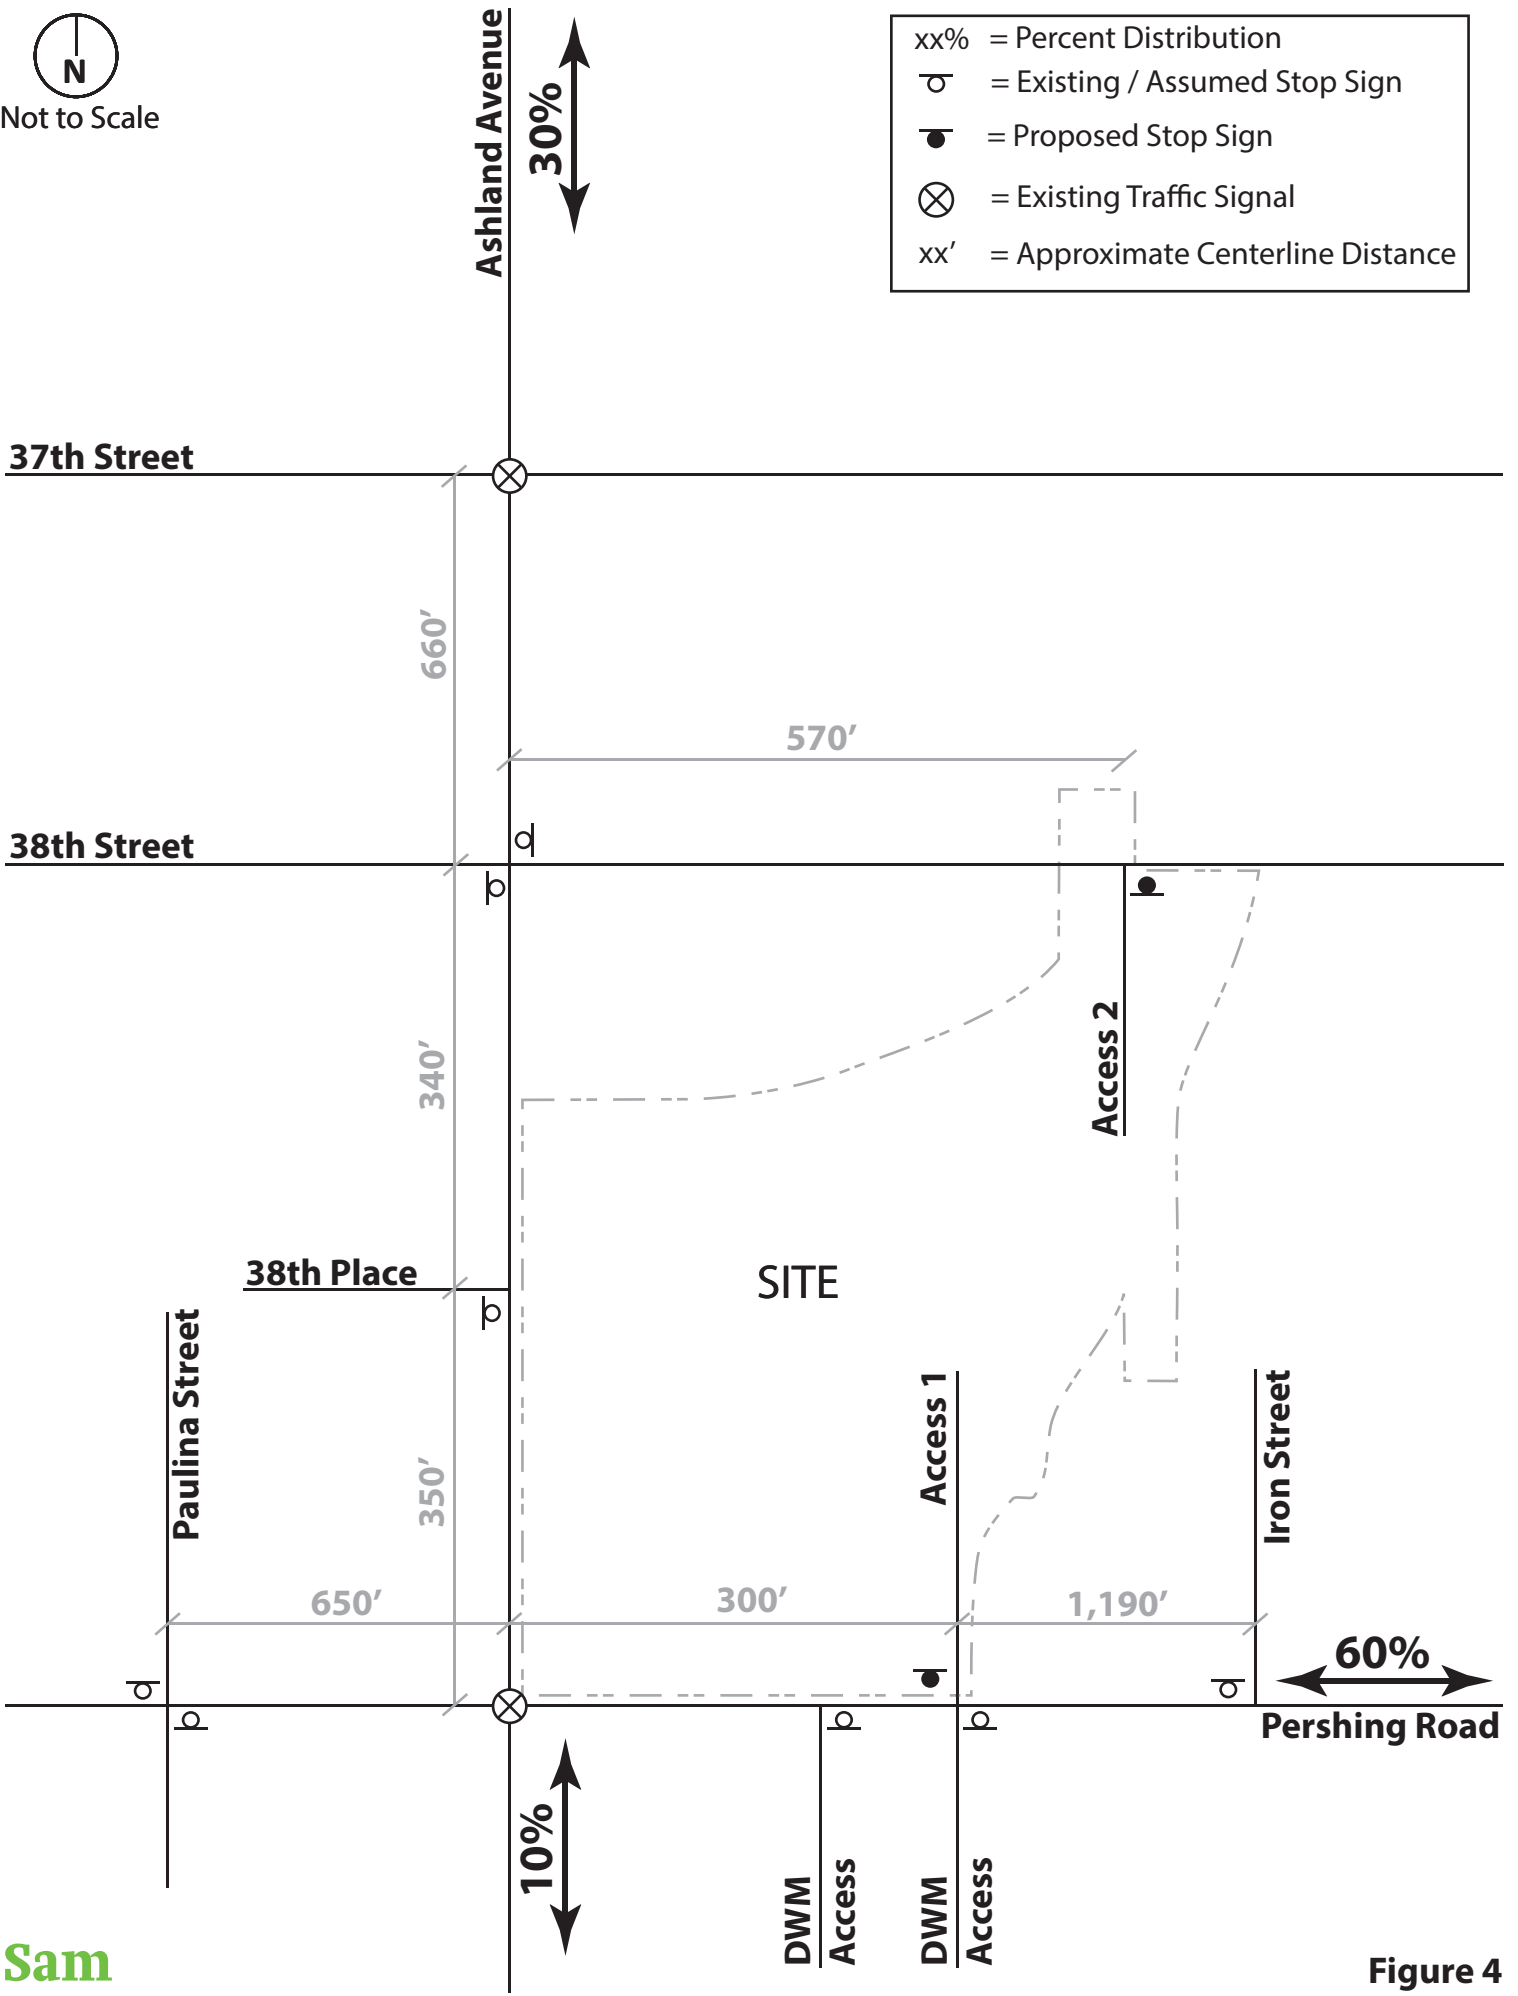 N
Not to Scale
Ashland Avenue
30%
xx% = Percent Distribution
= Existing / Assumed Stop Sign
= Proposed Stop Sign
= Existing Traffic Signal
xx’ = Approximate Centerline Distance
37th Street
660’
570’
38th Street
340’
Access 2
38th Place
SITE
Paulina Street
350’
Access 1
Iron Street
650’
300’
1,190’
60%
Pershing Road
10%
DWM
Access
DWM
Access
Sam
Figure 4